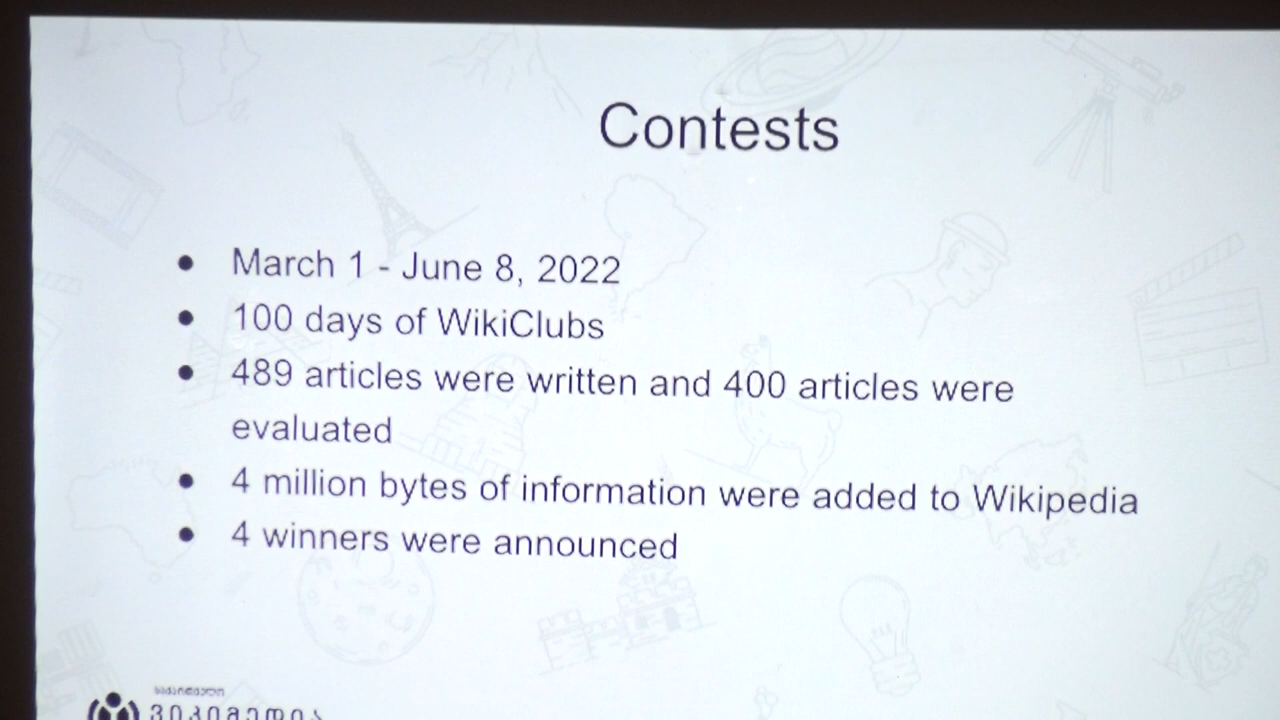 Contests
● March 1 - June 8, 2022
● 100 days of WikiClubs
● 489 articles were written and 400 articles were
evaluated
● 4 million bytes of information were added to Wikipedia
● 4 winners were announced